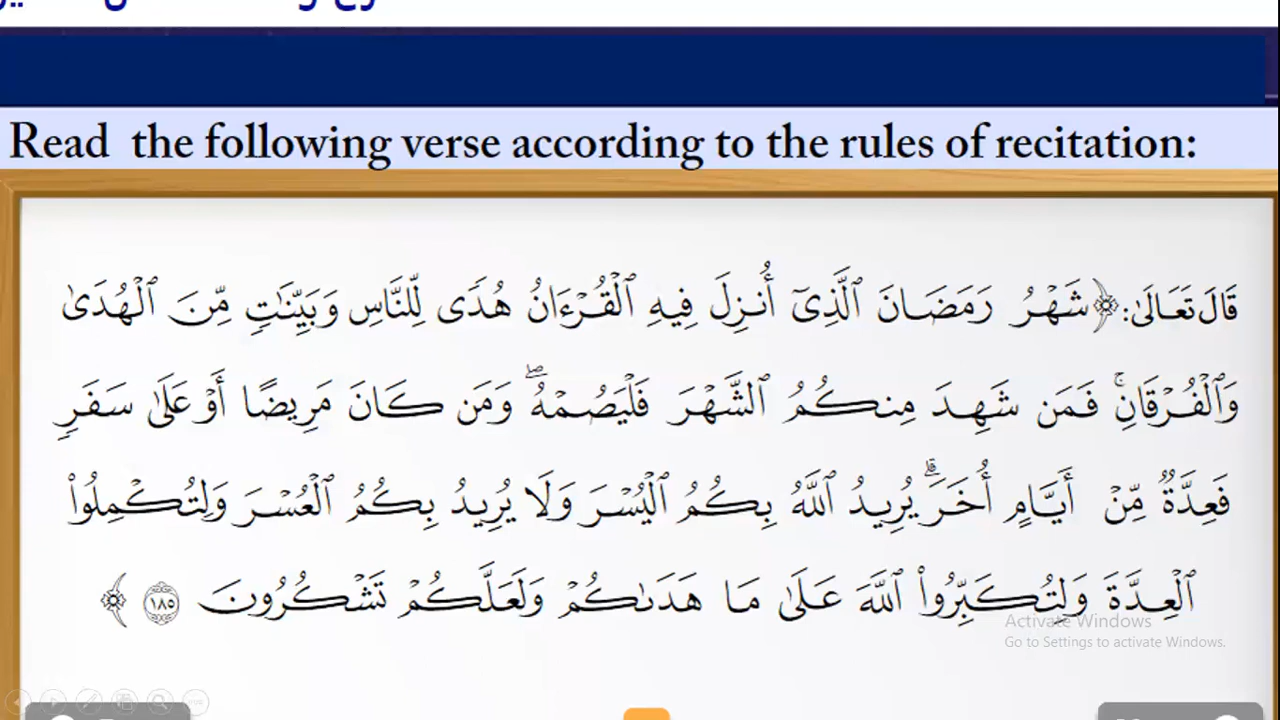 Read the following verse according to the rules of recitation:
قَالَ تَعَالَىٰ: ﴿شَهۡرُ رَمَضَانَ ٱلَّذِيٓ أُنزِلَ فِيهِ ٱلۡقُرۡءَانُ هُدٗى لِّلنَّاسِ وَبَيِّنَٰتٖ مِّنَ ٱلۡهُدَىٰ
وَٱلۡفُرۡقَانِۚ فَمَن شَهِدَ مِنكُمُ ٱلشَّهۡرَ فَلۡيَصُمۡهُۖ وَمَن كَانَ مَرِيضًا أَوۡ عَلَىٰ سَفَرٖ
فَعِدَّةٞ مِّنۡ أَيَّامٍ أُخَرَۗ يُرِيدُ ٱللَّهُ بِكُمُ ٱلۡيُسۡرَ وَلَا يُرِيدُ بِكُمُ ٱلۡعُسۡرَ وَلِتُكۡمِلُواْ
ٱلۡعِدَّةَ وَلِتُكَبِّرُواْ ٱللَّهَ عَلَىٰ مَا هَدَىٰكُمۡ وَلَعَلَّكُمۡ تَشۡكُرُونَ ١٨٥﴾
Activate Windows
Go to Settings to activate Windows.